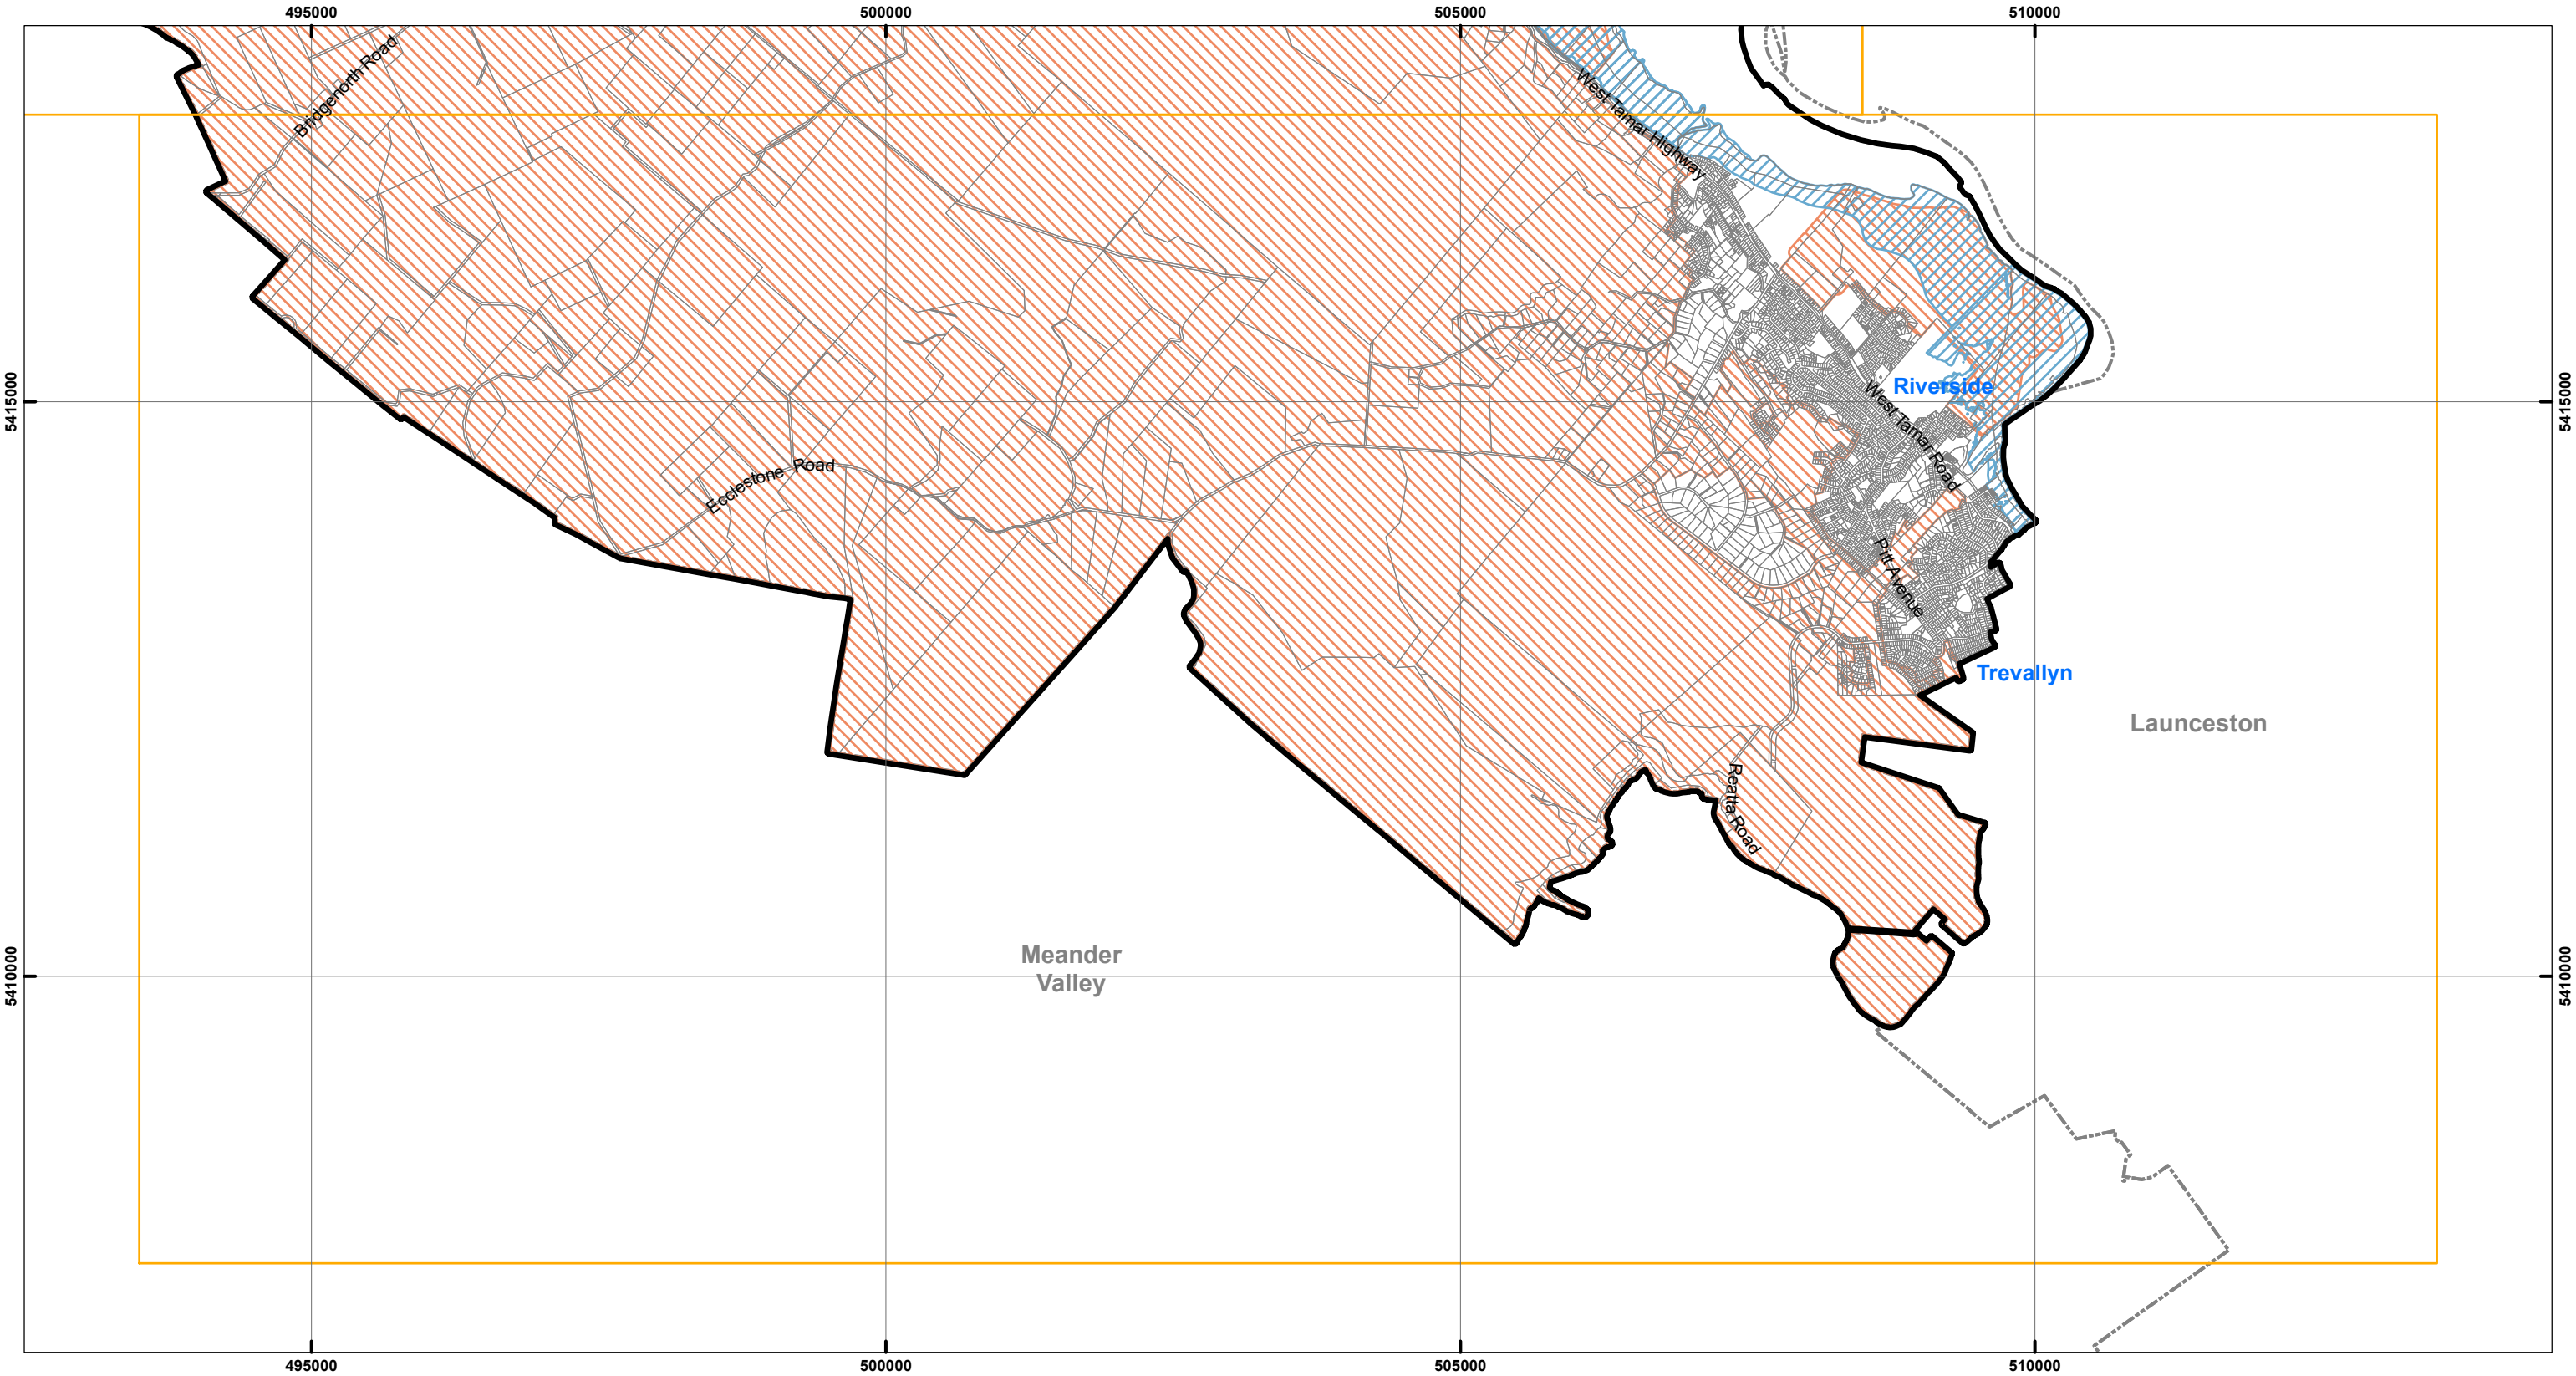 495000
500000
505000
510000
Bridgenorth Road
West Tamar Highway
5415000
5415000
Riverside
West Tamar Road
Ecclestone Road
Pitt Avenue
Trevallyn
Launceston
Reatta Road
Meander
Valley
5410000
5410000
495000
500000
505000
510000